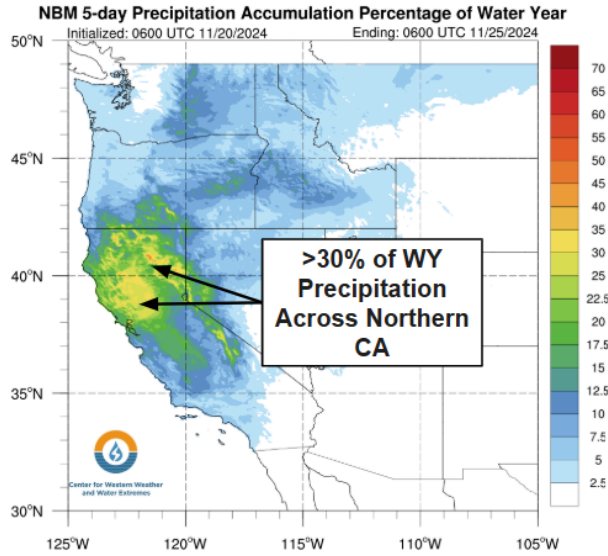 NBM 5-day Precipitation Accumulation Percentage of Water Year
Initialized: 0600 UTC 11/20/2024
Ending: 0600 UTC 11/25/2024
50°N
45°N
40°N
35°N
30°N
125°W
120°W
115°W
110°W
105°W
>30% of WY
Precipitation
Across Northern
CA
Center for Western Weather
and Water Extremes
70
65
60
55
50
45
40
35
30
25
22.5
20
17.5
15
12.5
10
7.5
5
2.5